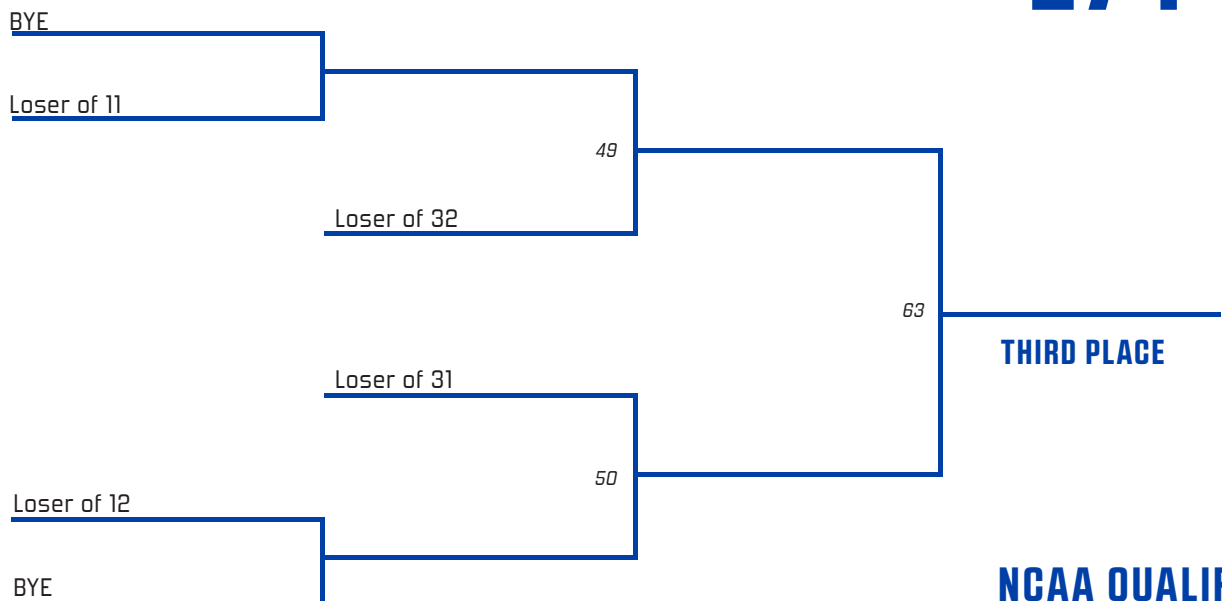 BYE
Loser of 11
49
Loser of 32
63
THIRD PLACE
Loser of 31
50
Loser of 12
BYE